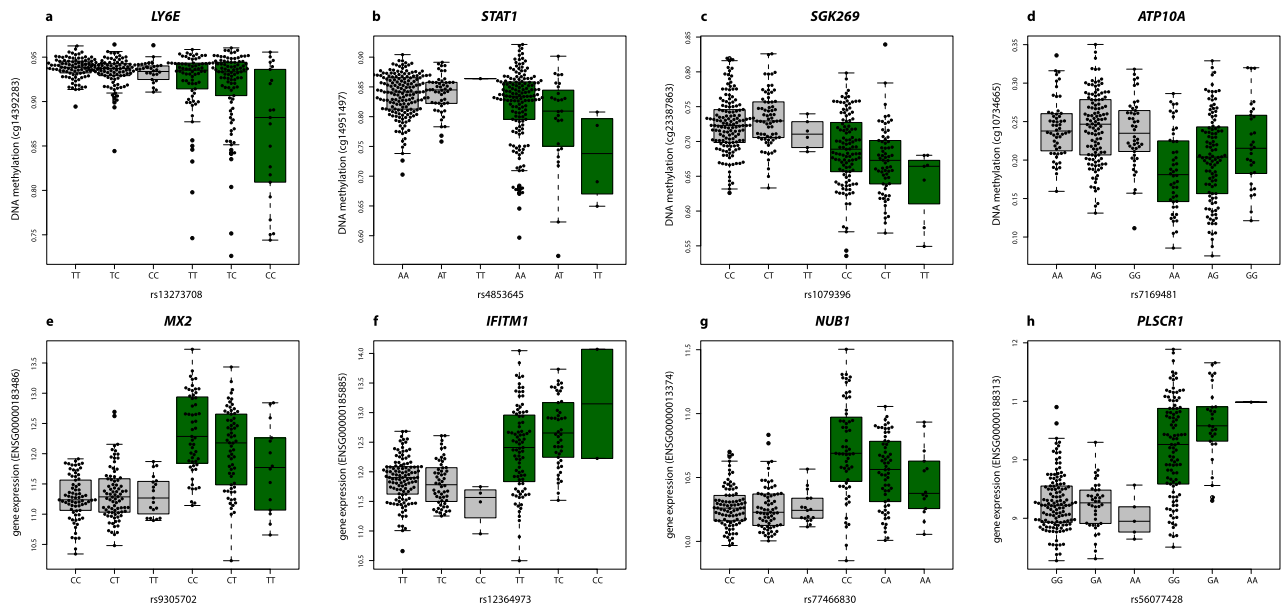 a LY6E
DNA methylation (cg14392283)
0.95
0.90
0.85
0.80
0.75
TT TC CC TT TC CC
rs13273708
b STAT1
DNA methylation (cg14951497)
0.90
0.85
0.80
0.75
0.70
0.65
0.60
AA AT TT AA AT TT
rs4853645
c SGK269
DNA methylation (cg23387863)
0.85
0.80
0.75
0.70
0.65
0.60
0.55
CC CT TT CC CT TT
rs1079396
d ATP10A
DNA methylation (cg10734665)
0.35
0.30
0.25
0.20
0.15
0.10
AA AG GG AA AG GG
rs7169481
e MX2
gene expression (ENSG00000183486)
13.5
13.0
12.5
12.0
11.5
11.0
10.5
CC CT TT CC CT TT
rs9305702
f IFITM1
gene expression (ENSG00000185885)
14.0
13.5
13.0
12.5
12.0
11.5
11.0
10.5
TT TC CC TT TC CC
rs12364973
g NUB1
gene expression (ENSG00000013374)
11.5
11.0
10.5
10.0
CC CA AA CC CA AA
rs77466830
h PLSCR1
gene expression (ENSG00000188313)
12
11
10
9
GG GA AA GG GA AA
rs56077428